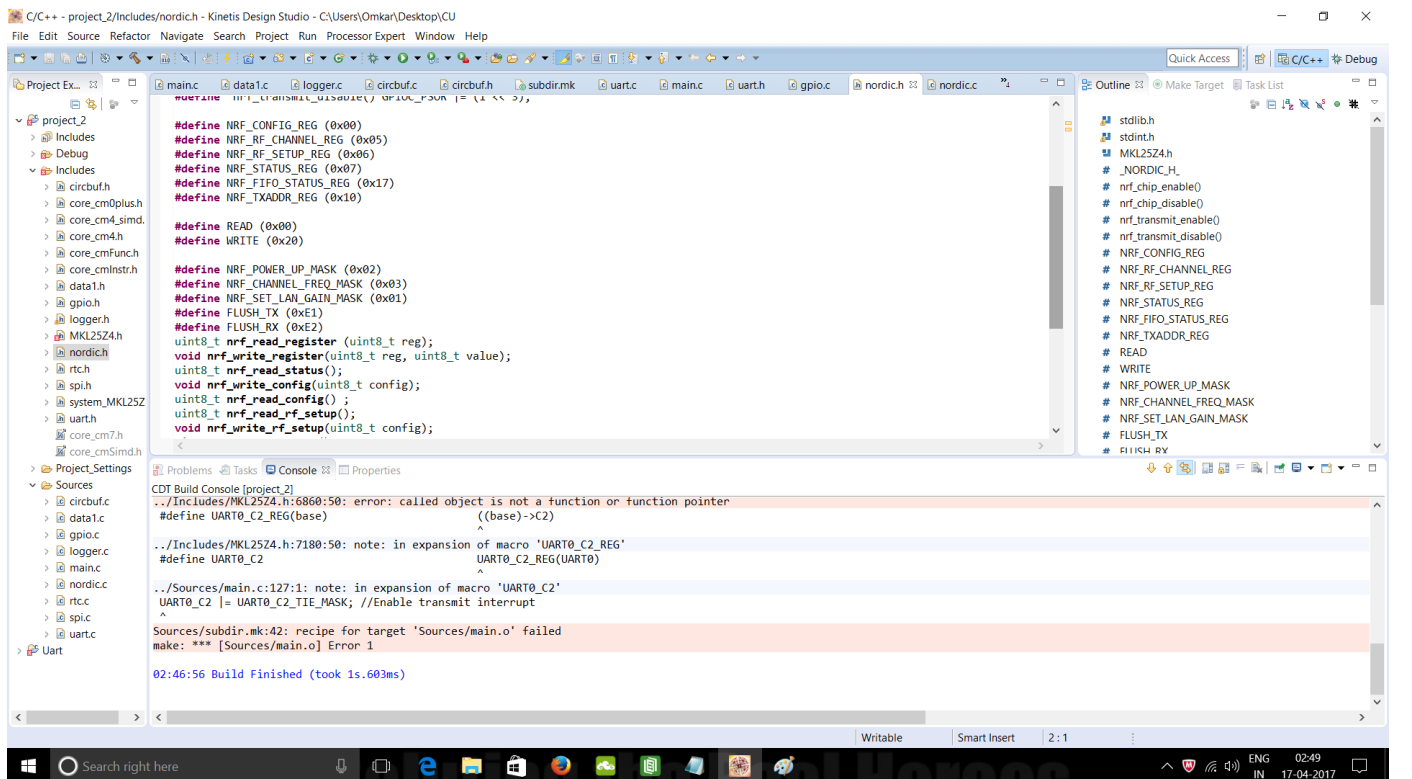 C/C++ - project_2/Includes/nordic.h - Kinetis Design Studio - C:\Users\Omkar\Desktop\CU
File Edit Source Refactor Navigate Search Project Run Processor Expert Window Help
Quick Access C/C++ Debug
Project Ex...
main.c data1.c logger.c circbuf.c circbuf.h subdir.mk uart.c main.c uart.h gpio.c nordic.h nordic.c
Outline Make Target Task List
project_2
Includes
Debug
Includes
circbuf.h
core_cm0plus.h
core_cm4_simd.
core_cm4.h
core_cmFunc.h
core_cmInstr.h
data1.h
gpio.h
logger.h
MKL25Z4.h
nordic.h
rtc.h
spi.h
system_MKL25Z
uart.h
core_cm7.h
core_cmSimd.h
Project_Settings
Sources
circbuf.c
data1.c
gpio.c
logger.c
main.c
nordic.c
rtc.c
spi.c
uart.c
Uart
#define nrf_transmit_disable() GPIOC_PSOR |= (1 << 3);
#define NRF_CONFIG_REG (0x00)
#define NRF_RF_CHANNEL_REG (0x05)
#define NRF_RF_SETUP_REG (0x06)
#define NRF_STATUS_REG (0x07)
#define NRF_FIFO_STATUS_REG (0x17)
#define NRF_TXADDR_REG (0x10)
#define READ (0x00)
#define WRITE (0x20)
#define NRF_POWER_UP_MASK (0x02)
#define NRF_CHANNEL_FREQ_MASK (0x03)
#define NRF_SET_LAN_GAIN_MASK (0x01)
#define FLUSH_TX (0xE1)
#define FLUSH_RX (0xE2)
uint8_t nrf_read_register (uint8_t reg);
void nrf_write_register(uint8_t reg, uint8_t value);
uint8_t nrf_read_status();
void nrf_write_config(uint8_t config);
uint8_t nrf_read_config() ;
uint8_t nrf_read_rf_setup();
void nrf_write_rf_setup(uint8_t config);
stdlib.h
stdint.h
MKL25Z4.h
_NORDIC_H_
nrf_chip_enable()
nrf_chip_disable()
nrf_transmit_enable()
nrf_transmit_disable()
NRF_CONFIG_REG
NRF_RF_CHANNEL_REG
NRF_RF_SETUP_REG
NRF_STATUS_REG
NRF_FIFO_STATUS_REG
NRF_TXADDR_REG
READ
WRITE
NRF_POWER_UP_MASK
NRF_CHANNEL_FREQ_MASK
NRF_SET_LAN_GAIN_MASK
FLUSH_TX
FLUSH_RX
Problems Tasks Console Properties
CDT Build Console [project_2]
../Includes/MKL25Z4.h:6860:50: error: called object is not a function or function pointer
#define UART0_C2_REG(base) ((base)->C2)
^
../Includes/MKL25Z4.h:7180:50: note: in expansion of macro 'UART0_C2_REG'
#define UART0_C2 UART0_C2_REG(UART0)
^
../Sources/main.c:127:1: note: in expansion of macro 'UART0_C2'
UART0_C2 |= UART0_C2_TIE_MASK; //Enable transmit interrupt
^
Sources/subdir.mk:42: recipe for target 'Sources/main.o' failed
make: *** [Sources/main.o] Error 1
02:46:56 Build Finished (took 1s.603ms)
Writable Smart Insert 2 : 1
Search right here
ENG 02:49
IN 17-04-2017